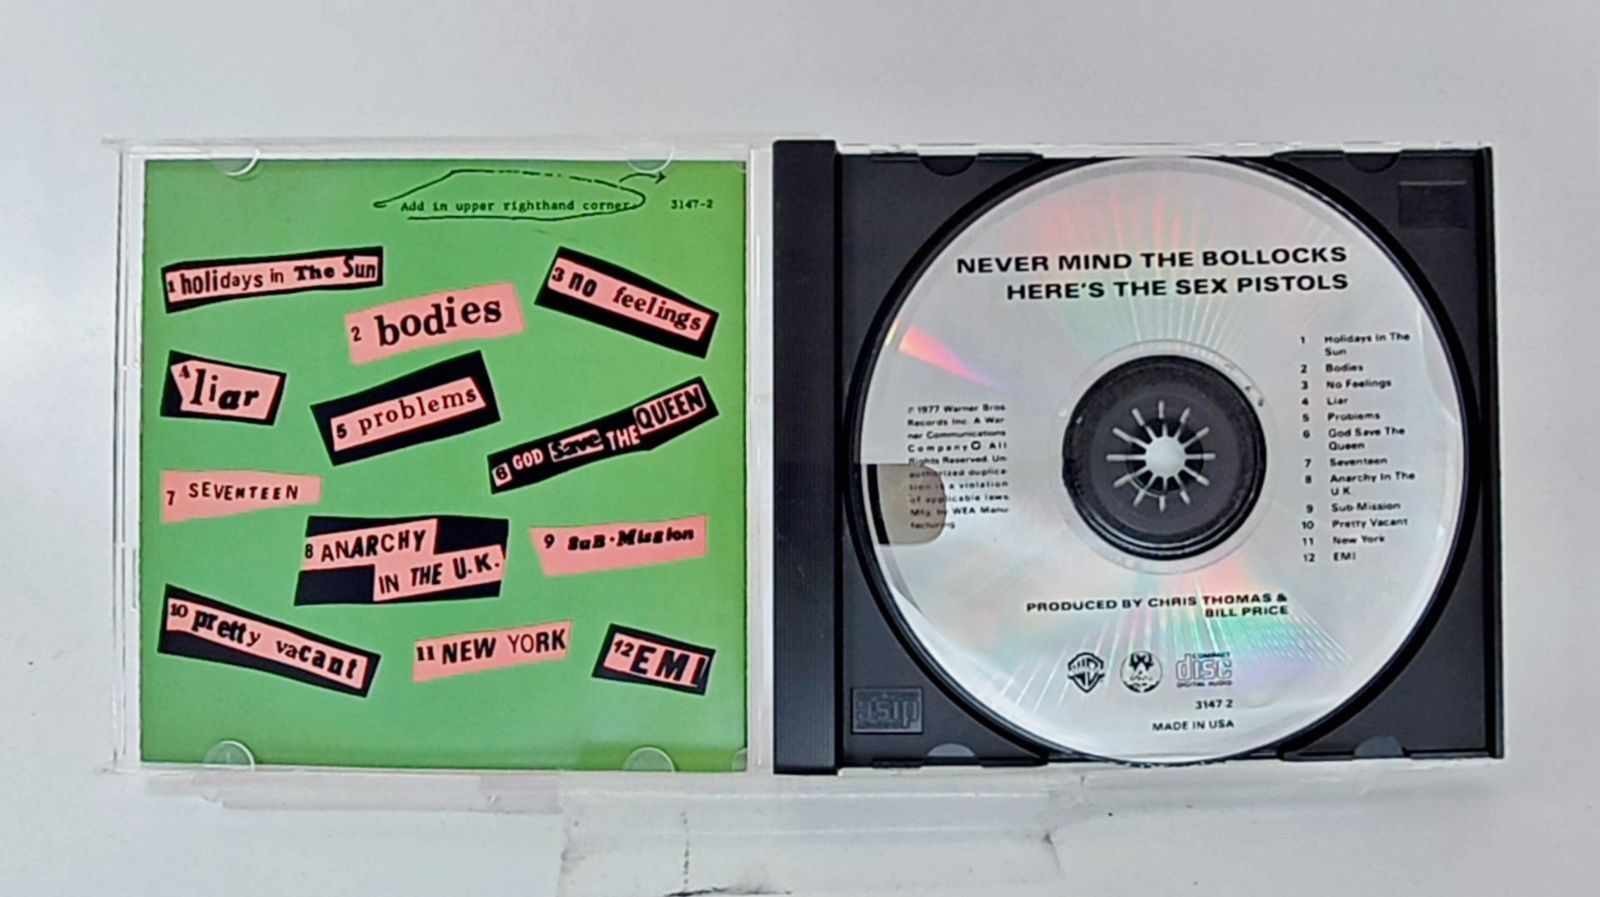 Add in upper righthand corner
3147-2
1 holidays in The Sun
2 bodies
3 no feelings
4 liar
5 problems
6 GOD Save THE QUEEN
7 SEVENTEEN
8 ANARCHY
IN THE U.K.
9 SuB·Mission
10 pretty vacant
11 NEW YORK
12 EMI
NEVER MIND THE BOLLOCKS
HERE'S THE SEX PISTOLS
1 Holidays In The
Sun
2 Bodies
3 No Feelings
4 Liar
5 Problems
6 God Save The
Queen
7 Seventeen
8 Anarchy In The
U.K.
9 Sub-Mission
10 Pretty Vacant
11 New York
12 EMI
℗ 1977 Warner Bros
Records Inc. A War-
ner Communications
Company All
Rights Reserved. Un-
authorized duplica-
tion is a violation
of applicable laws.
Mfg. by WEA Manu-
facturing
PRODUCED BY CHRIS THOMAS &
BILL PRICE
COMPACT
disc
DIGITAL AUDIO
3147-2
MADE IN USA